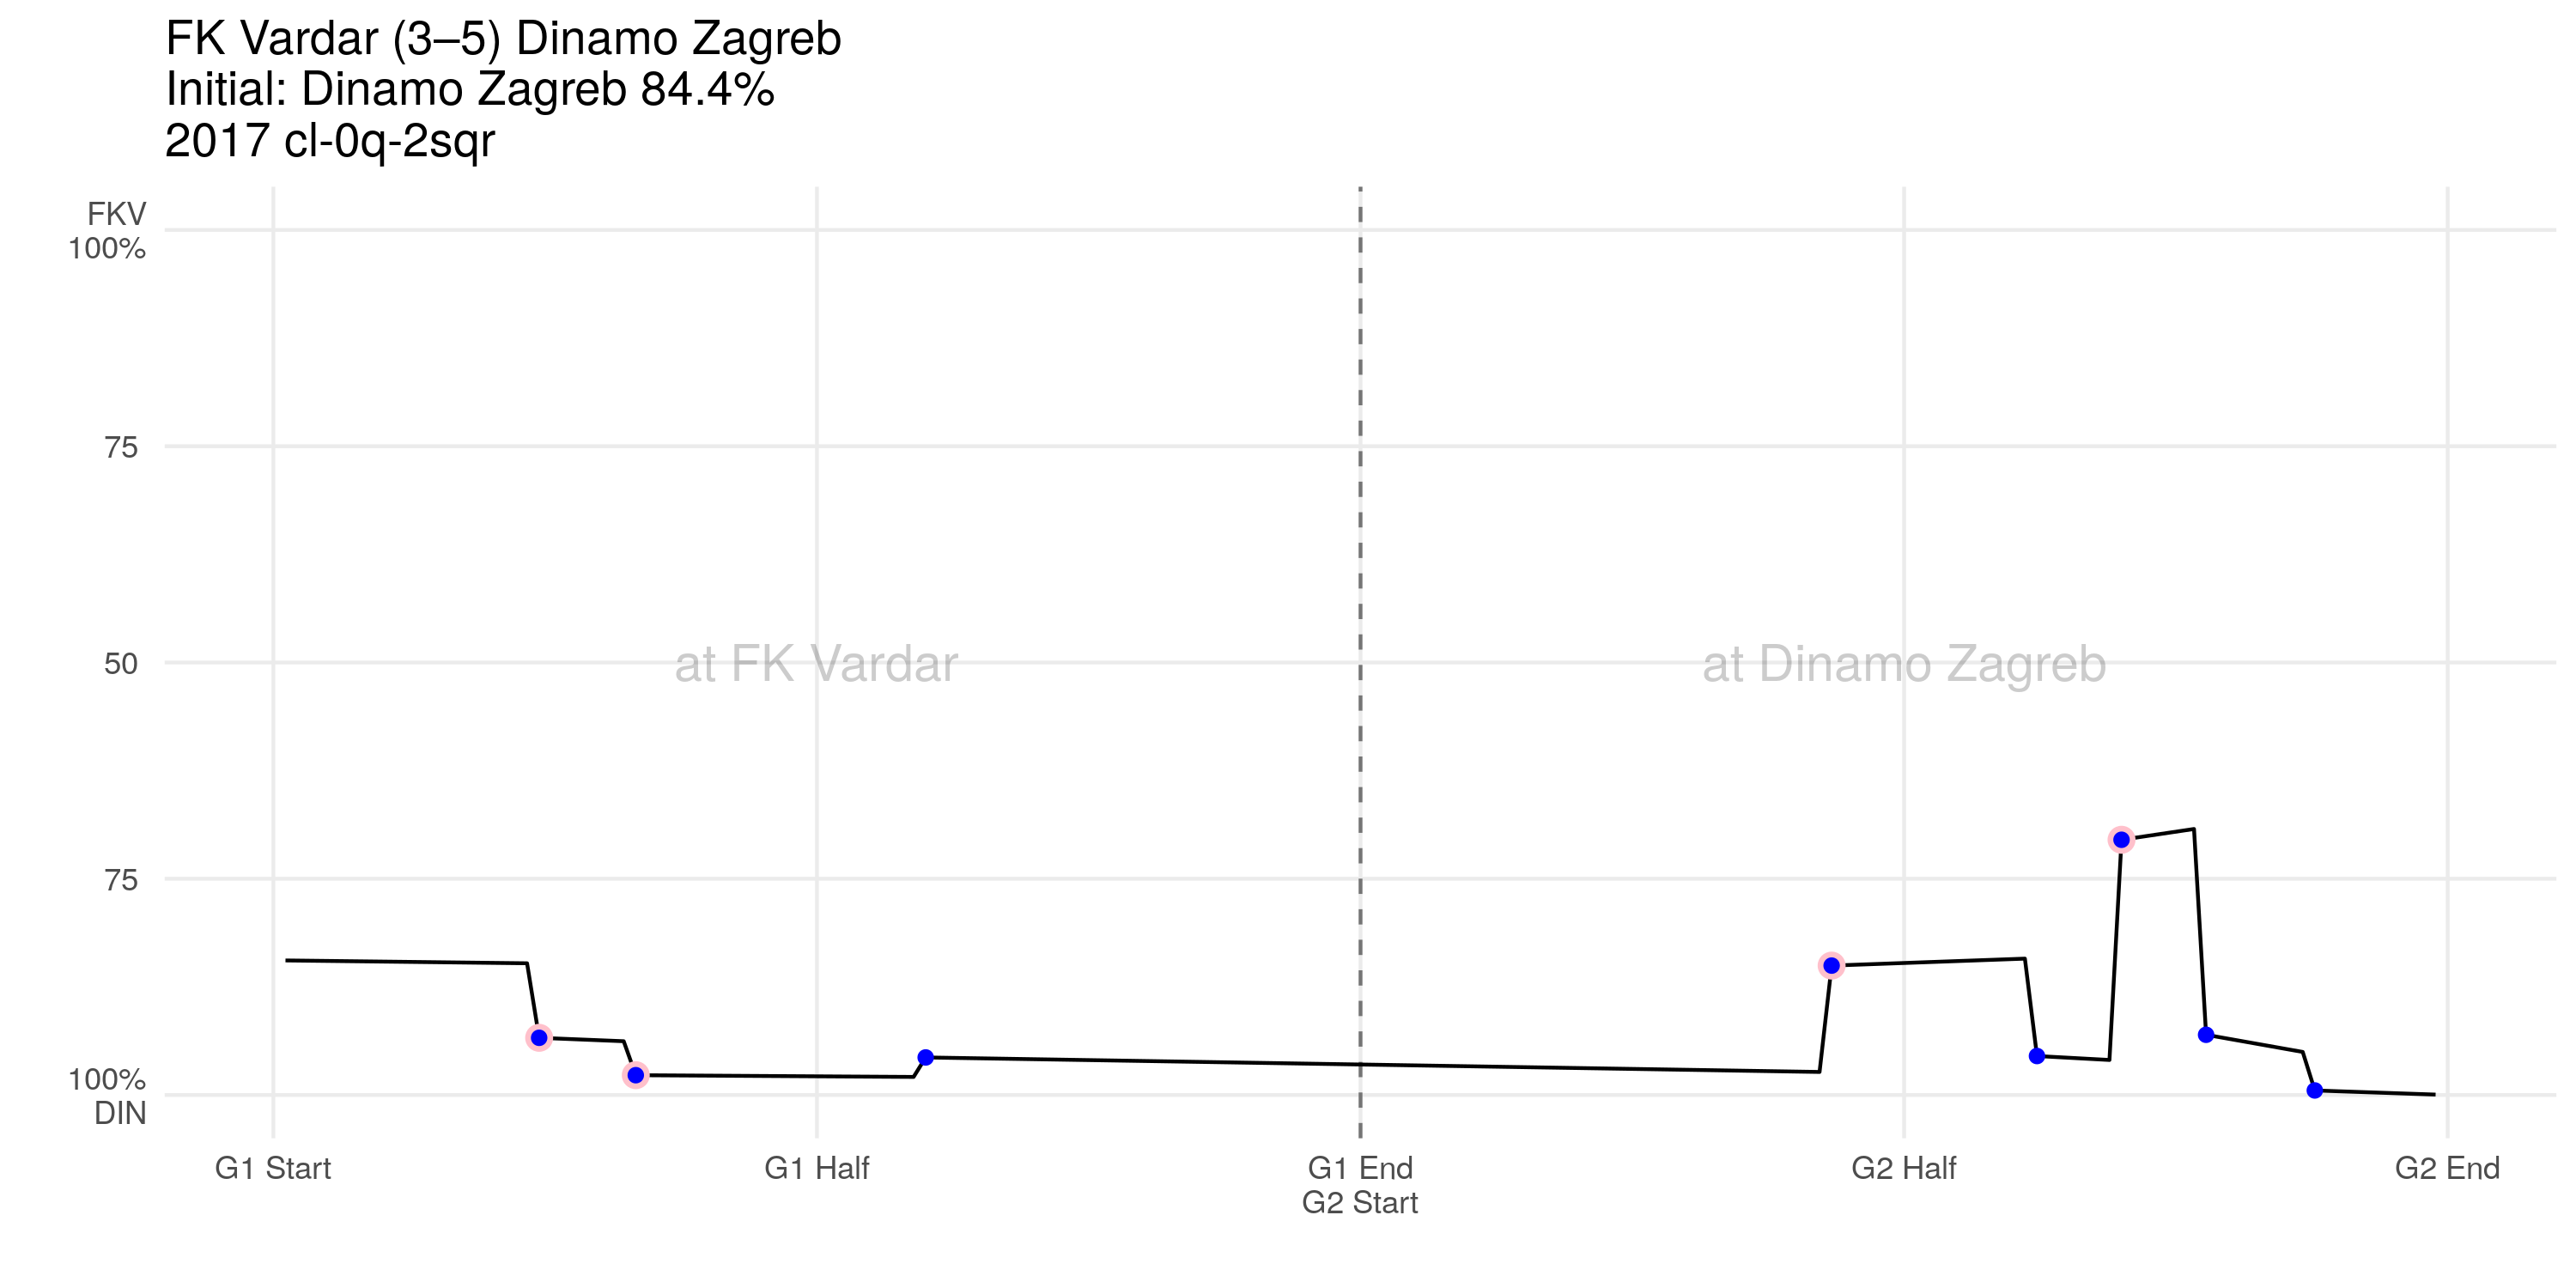 FK Vardar (3–5) Dinamo Zagreb
Initial: Dinamo Zagreb 84.4%
2017 cl-0q-2sqr
FKV
100%
75
50
75
100%
DIN
at FK Vardar
at Dinamo Zagreb
G1 Start
G1 Half
G1 End
G2 Start
G2 Half
G2 End